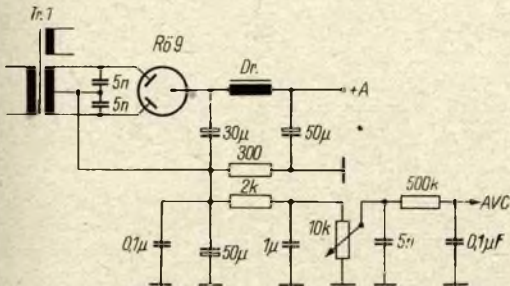 Tr. 1
Rö 9
5n
5n
Dr.
+A
30µ
50µ
300
2k
500k
AVC
0,1µ
50µ
1µ
10k
5n
0,1µF